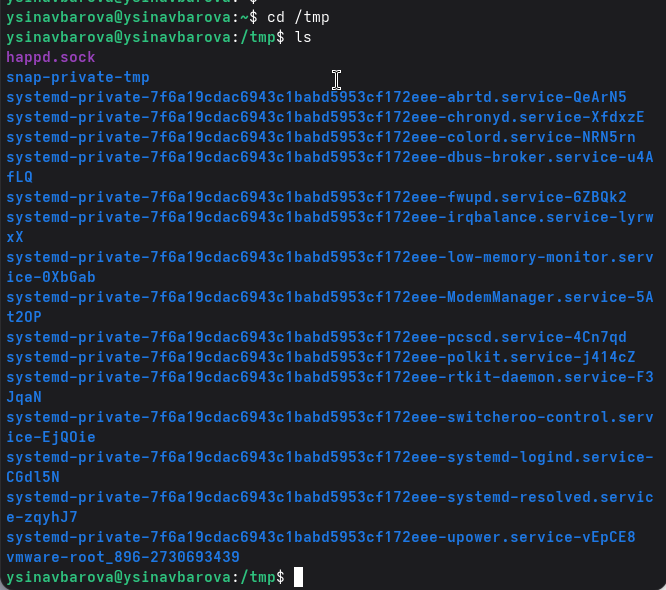 ysinavbarova@ysinavbarova:~$ cd /tmp
ysinavbarova@ysinavbarova:/tmp$ ls
happd.sock
snap-private-tmp
systemd-private-7f6a19cdac6943c1babd5953cf172eee-abrtd.service-QeArN5
systemd-private-7f6a19cdac6943c1babd5953cf172eee-chronyd.service-XfdxzE
systemd-private-7f6a19cdac6943c1babd5953cf172eee-colord.service-NRN5rn
systemd-private-7f6a19cdac6943c1babd5953cf172eee-dbus-broker.service-u4A
fLQ
systemd-private-7f6a19cdac6943c1babd5953cf172eee-fwupd.service-6ZBQk2
systemd-private-7f6a19cdac6943c1babd5953cf172eee-irqbalance.service-lyrw
xX
systemd-private-7f6a19cdac6943c1babd5953cf172eee-low-memory-monitor.serv
ice-0XbGab
systemd-private-7f6a19cdac6943c1babd5953cf172eee-ModemManager.service-5A
t2OP
systemd-private-7f6a19cdac6943c1babd5953cf172eee-pcscd.service-4Cn7qd
systemd-private-7f6a19cdac6943c1babd5953cf172eee-polkit.service-j414cZ
systemd-private-7f6a19cdac6943c1babd5953cf172eee-rtkit-daemon.service-F3
JqaN
systemd-private-7f6a19cdac6943c1babd5953cf172eee-switcheroo-control.serv
ice-EjQOie
systemd-private-7f6a19cdac6943c1babd5953cf172eee-systemd-logind.service-
CGdl5N
systemd-private-7f6a19cdac6943c1babd5953cf172eee-systemd-resolved.servic
e-zqyhJ7
systemd-private-7f6a19cdac6943c1babd5953cf172eee-upower.service-vEpCE8
vmware-root_896-2730693439
ysinavbarova@ysinavbarova:/tmp$